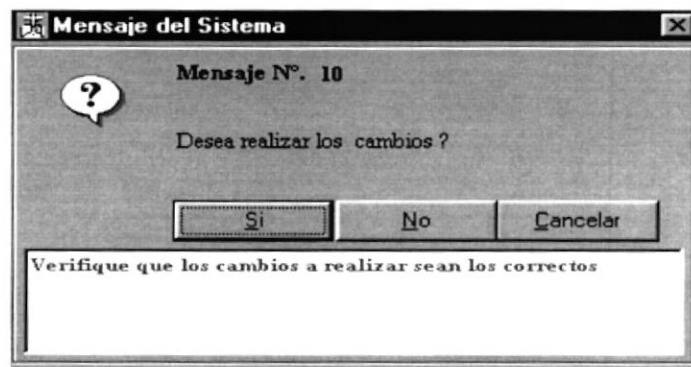 Mensaje del Sistema
Mensaje Nº. 10
?
Desea realizar los cambios ?
Si No Cancelar
Verifique que los cambios a realizar sean los correctos